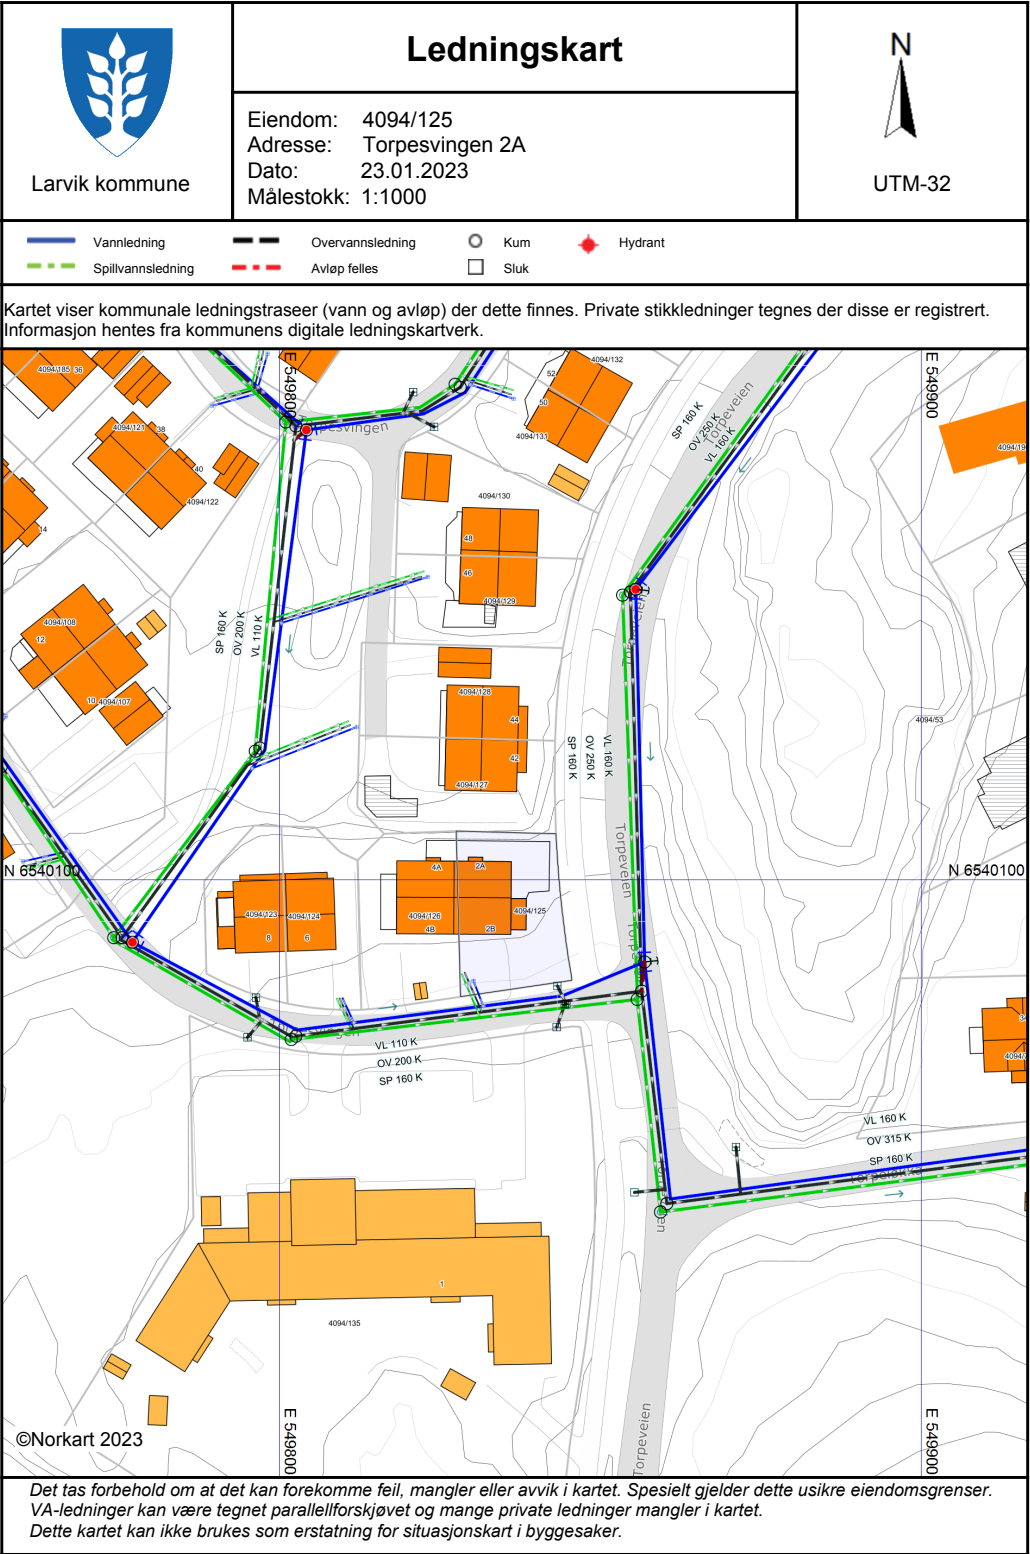 Ledningskart
N
Larvik kommune
Eiendom: 4094/125
Adresse: Torpesvingen 2A
Dato: 23.01.2023
Målestokk: 1:1000
UTM-32
Vannledning
Overvannsledning
Kum
Hydrant
Spillvannsledning
Avløp felles
Sluk
Kartet viser kommunale ledningstraseer (vann og avløp) der dette finnes. Private stikkledninger tegnes der disse er registrert.
Informasjon hentes fra kommunens digitale ledningskartverk.
E 549800
E 549900
4094/185 36
4094/132
52
50
4094/131
4094/121
38
40
4094/122
14
4094/130
48
46
4094/129
SP 160 K
OV 250 K
VL 160 K
Torpeveien
4094/108
12
10
4094/107
SP 160 K
OV 200 K
VL 110 K
4094/128
44
42
4094/127
SP 160 K
OV 250 K
VL 160 K
4094/53
Torpeveien
N 6540100
N 6540100
4A
2A
4094/123
4094/124
8
6
4094/126
4094/125
4B
2B
VL 110 K
OV 200 K
SP 160 K
VL 160 K
OV 315 K
SP 160 K
1
4094/135
Torpeveien
E 549800
E 549900
©Norkart 2023
Det tas forbehold om at det kan forekomme feil, mangler eller avvik i kartet. Spesielt gjelder dette usikre eiendomsgrenser.
VA-ledninger kan være tegnet parallellforskjøvet og mange private ledninger mangler i kartet.
Dette kartet kan ikke brukes som erstatning for situasjonskart i byggesaker.